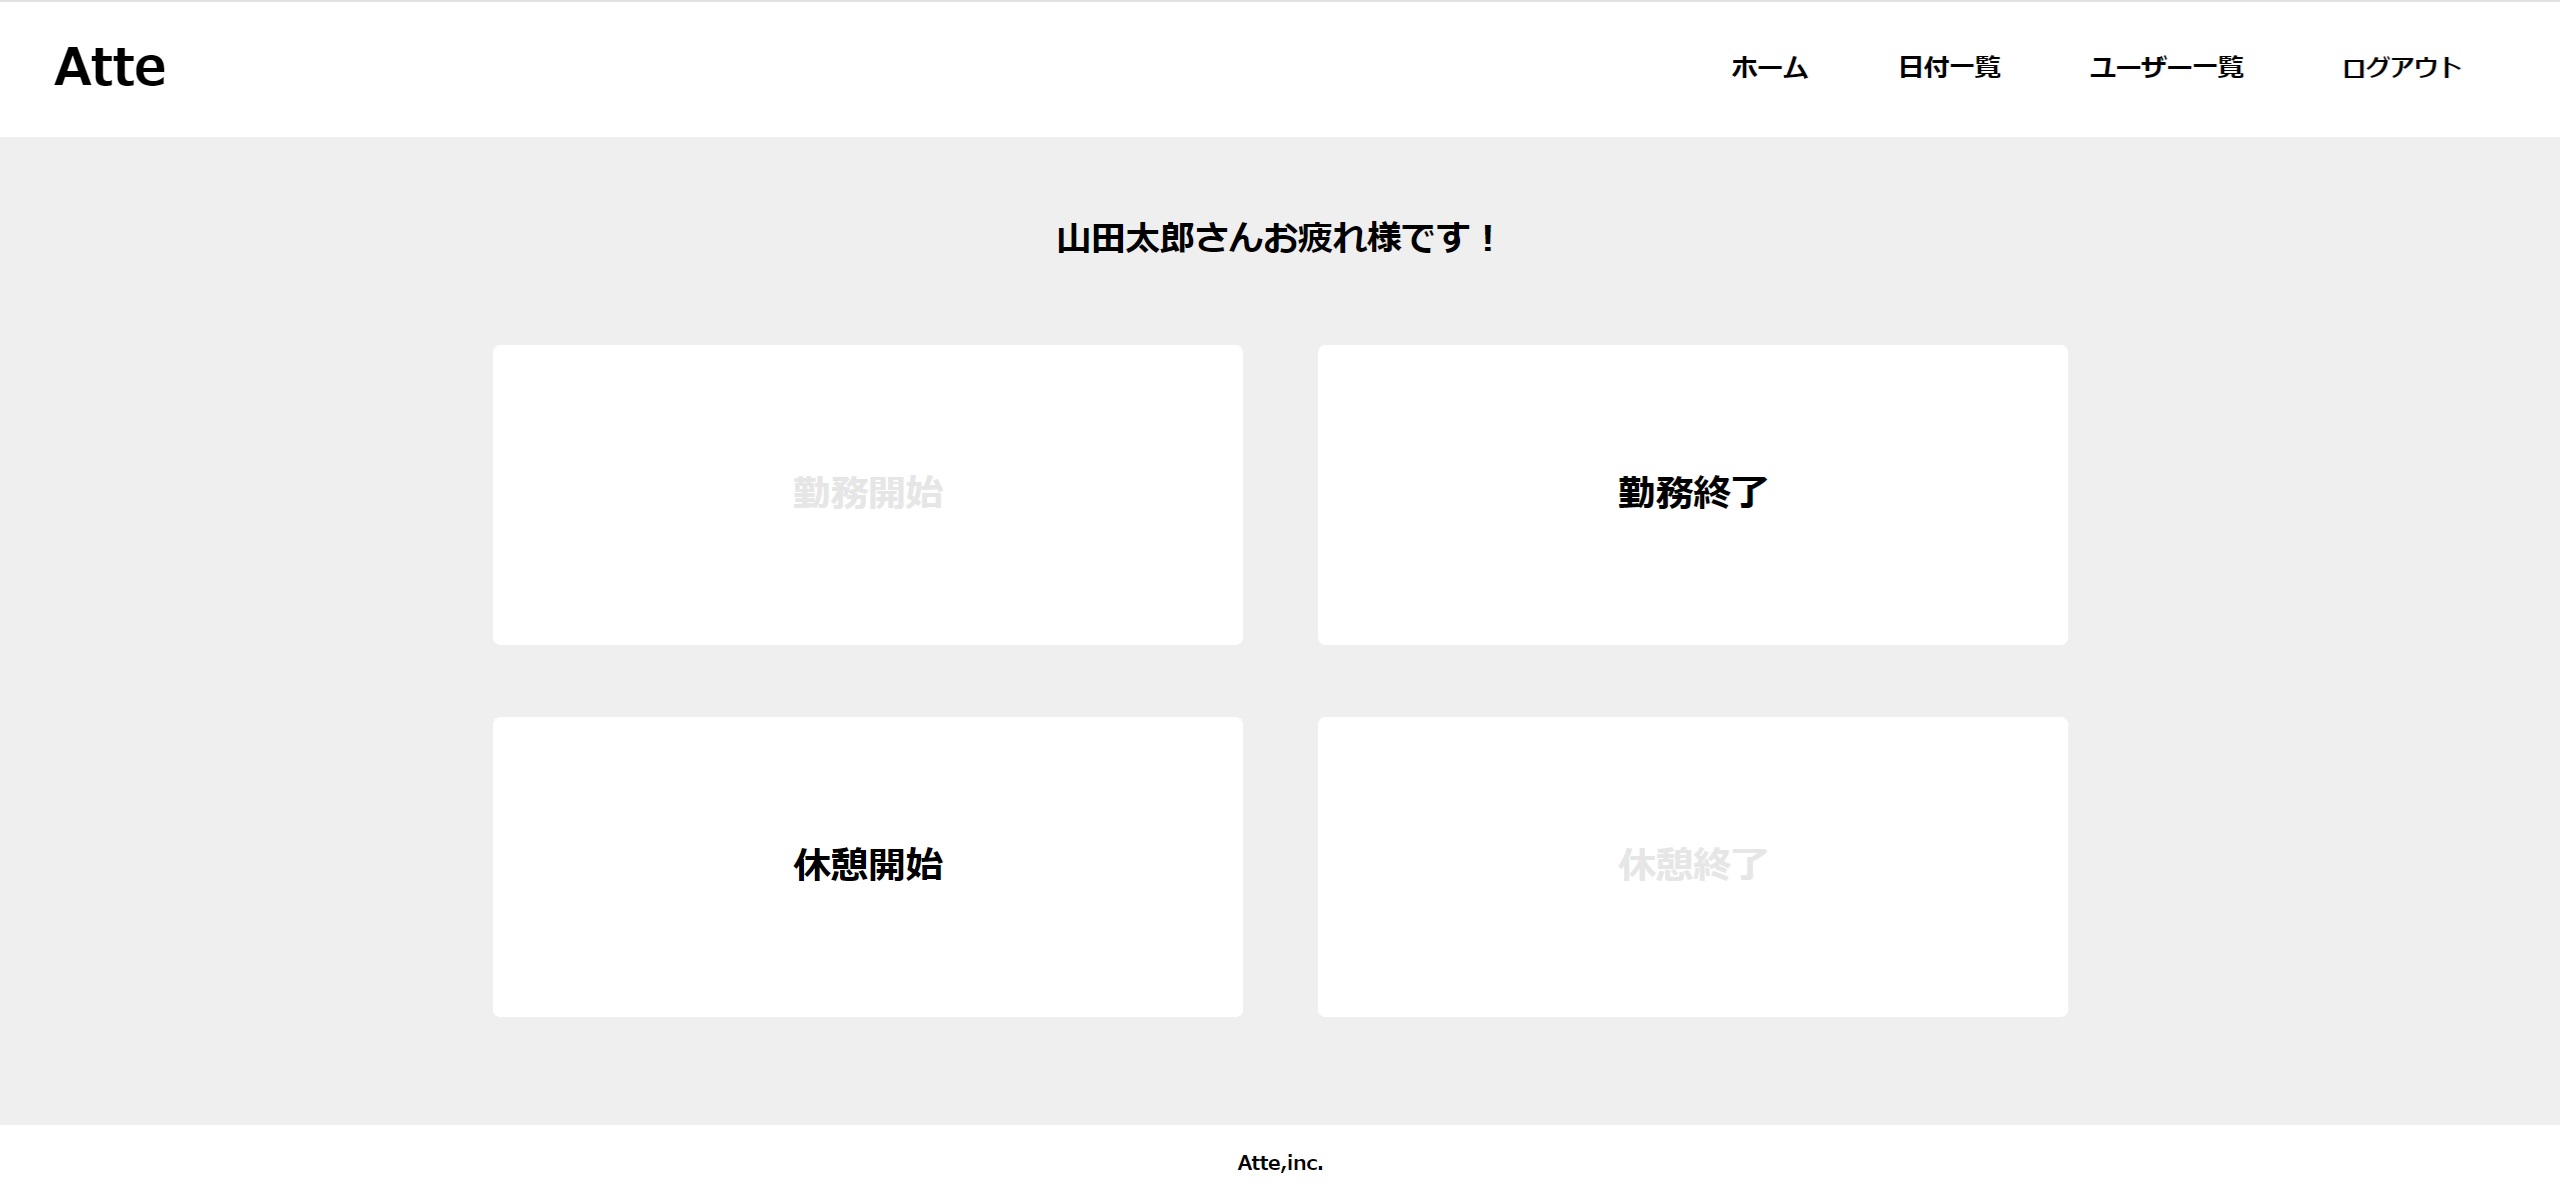 Atte
ホーム 日付一覧 ユーザー一覧 ログアウト
山田太郎さんお疲れ様です！
勤務開始 勤務終了
休憩開始 休憩終了
Atte,inc.